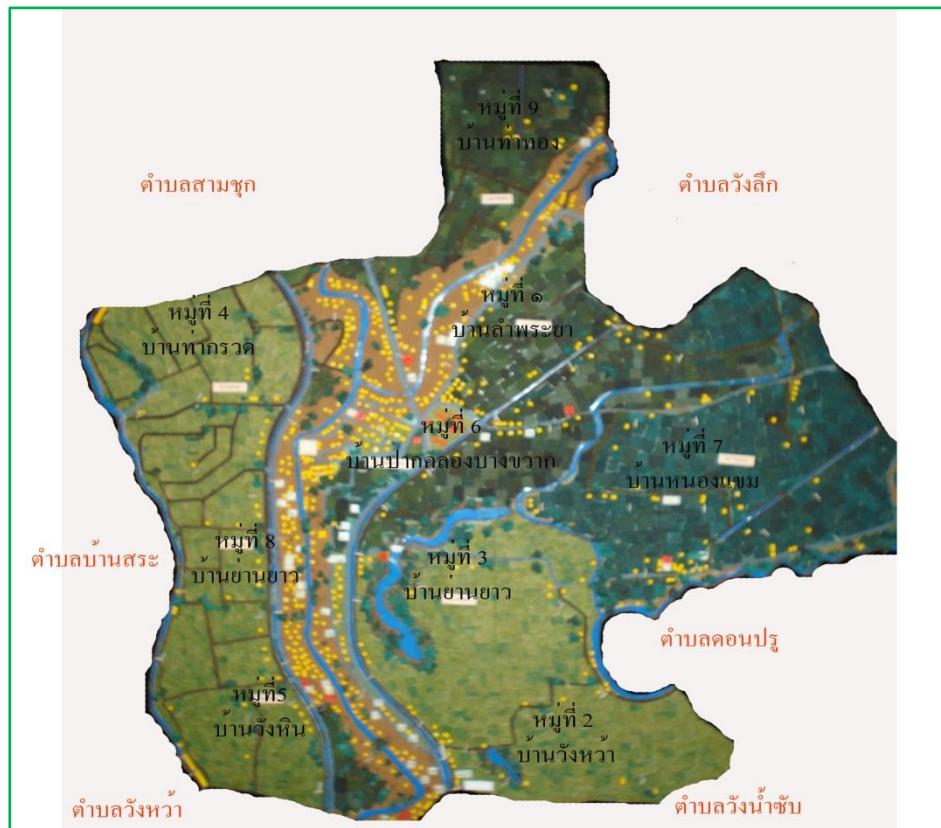 หมู่ที่ 9
บ้านท่าทอง
ตำบลสามชุก
ตำบลวังลึก
หมู่ที่ ๑
บ้านลำพระยา
หมู่ที่ 4
บ้านท่ากรวด
หมู่ที่ 6
บ้านปากคลองบางขวาก
หมู่ที่ 7
บ้านหนองแขม
หมู่ที่ 8
บ้านย่านยาว
หมู่ที่ 3
บ้านย่านยาว
ตำบลบ้านสระ
ตำบลดอนปรู
หมู่ที่5
บ้านวังหิน
หมู่ที่ 2
บ้านวังหว้า
ตำบลวังหว้า
ตำบลวังน้ำซับ